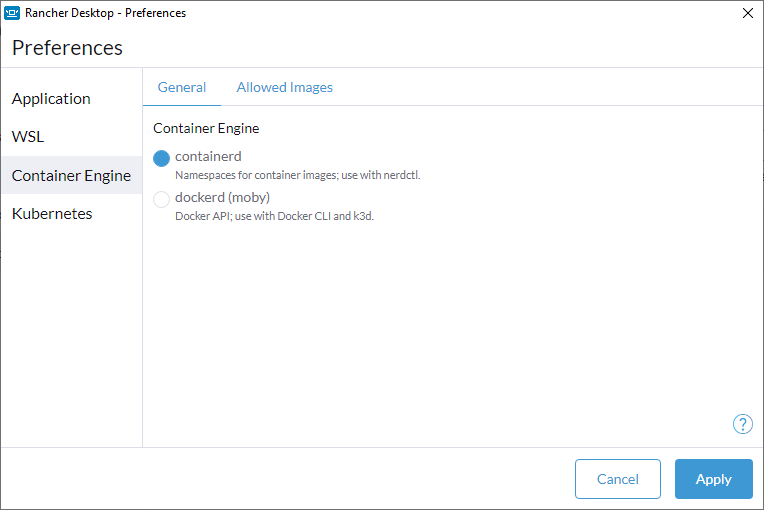 Rancher Desktop - Preferences
Preferences
Application
WSL
Container Engine
Kubernetes
General Allowed Images
Container Engine
containerd
Namespaces for container images; use with nerdctl.
dockerd (moby)
Docker API; use with Docker CLI and k3d.
?
Cancel Apply